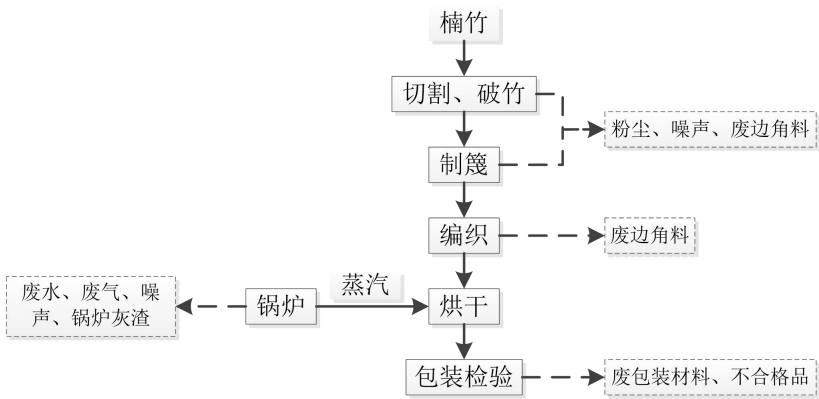 楠竹
切割、破竹
粉尘、噪声、废边角料
制篾
编织
废边角料
废水、废气、噪
声、锅炉灰渣
锅炉
蒸汽
烘干
包装检验
废包装材料、不合格品